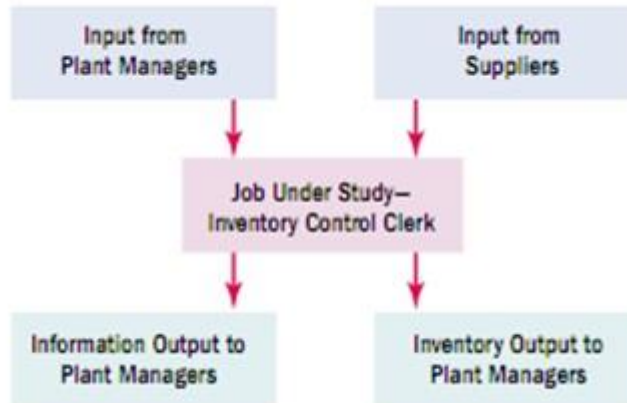 Input from
Plant Managers
Input from
Suppliers
Job Under Study—
Inventory Control Clerk
Information Output to
Plant Managers
Inventory Output to
Plant Managers